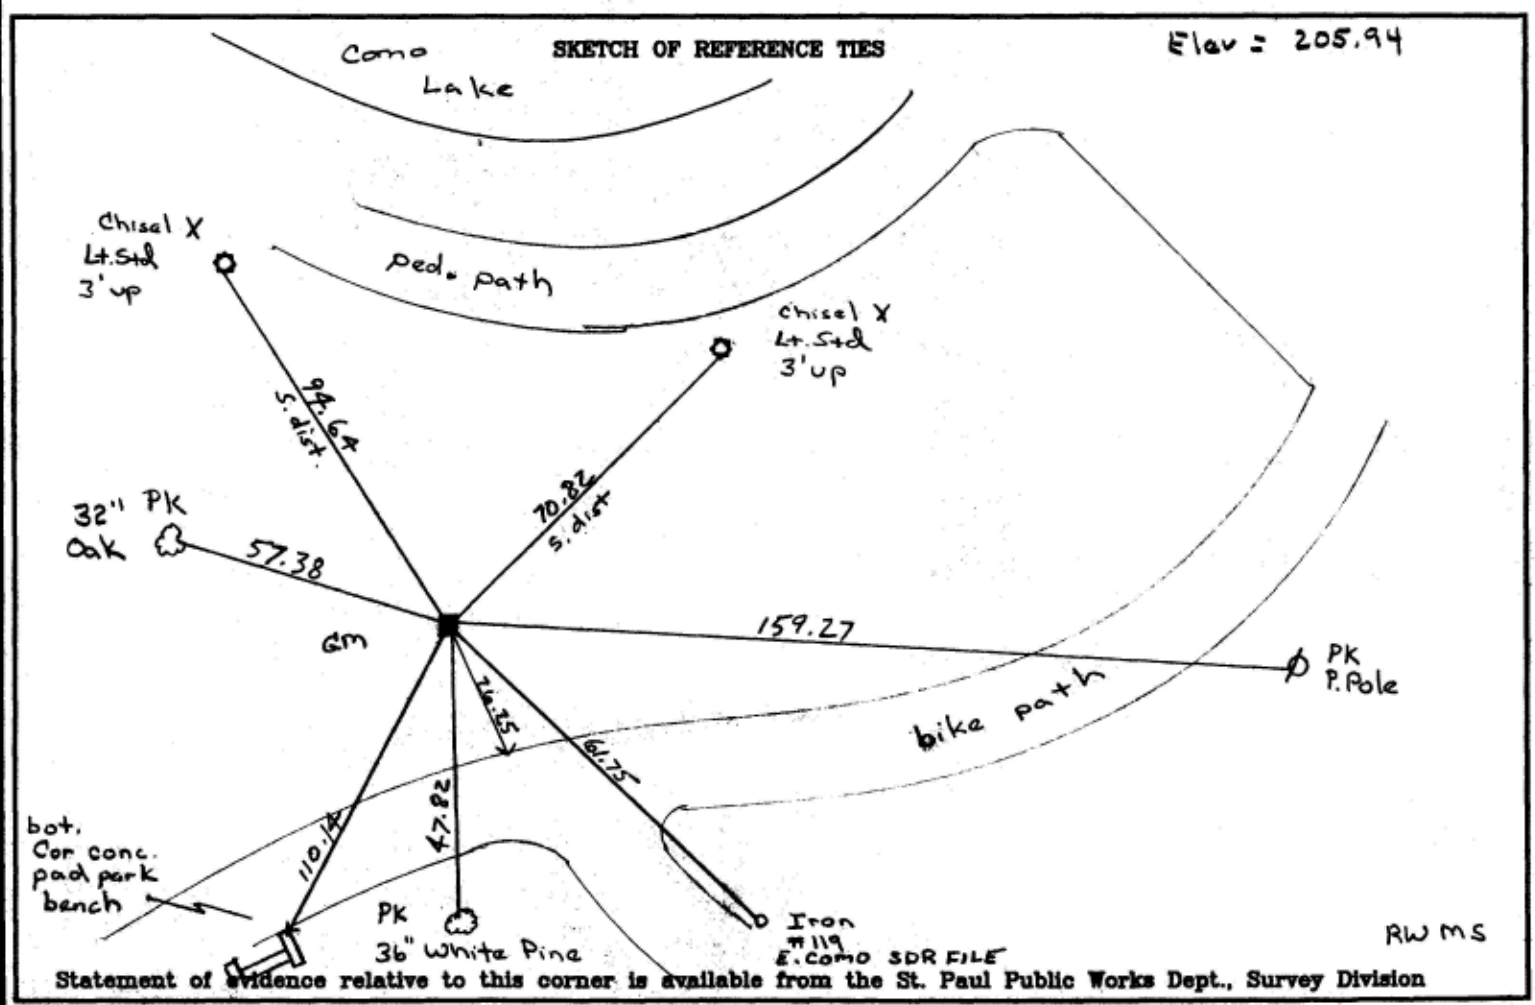 SKETCH OF REFERENCE TIES
Elev = 205.94
Como
Lake
Chisel X
Lt.Std
3' up
ped. path
Chisel X
Lt.Std
3' up
94.64
S. dist.
70.82
S. dist
32" PK
Oak
57.38
GM
159.27
PK
P.Pole
bike path
26.25
61.75
47.82
110.14
bot.
Cor conc.
pad park
bench
PK
36" White Pine
Iron
#119
E. COMO SDR FILE
RW MS
Statement of evidence relative to this corner is available from the St. Paul Public Works Dept., Survey Division